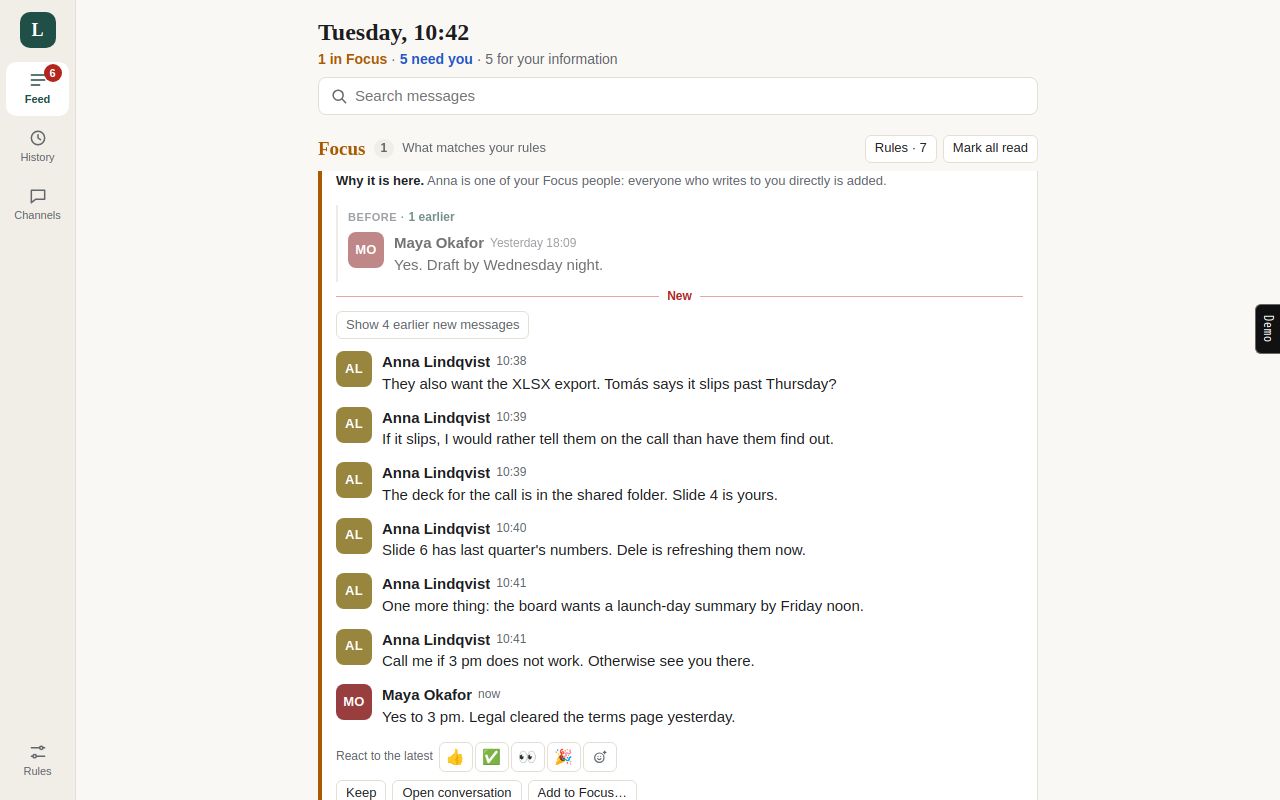 L
Tuesday, 10:42
1 in Focus · 5 need you · 5 for your information
6
Feed
Search messages
History
Channels
Focus 1 What matches your rules Rules · 7 Mark all read
Why it is here. Anna is one of your Focus people: everyone who writes to you directly is added.
BEFORE · 1 earlier
MO Maya Okafor Yesterday 18:09
Yes. Draft by Wednesday night.
New
Show 4 earlier new messages
AL Anna Lindqvist 10:38
They also want the XLSX export. Tomás says it slips past Thursday?
AL Anna Lindqvist 10:39
If it slips, I would rather tell them on the call than have them find out.
AL Anna Lindqvist 10:39
The deck for the call is in the shared folder. Slide 4 is yours.
AL Anna Lindqvist 10:40
Slide 6 has last quarter's numbers. Dele is refreshing them now.
AL Anna Lindqvist 10:41
One more thing: the board wants a launch-day summary by Friday noon.
AL Anna Lindqvist 10:41
Call me if 3 pm does not work. Otherwise see you there.
MO Maya Okafor now
Yes to 3 pm. Legal cleared the terms page yesterday.
React to the latest
Keep Open conversation Add to Focus…
Rules
Demo